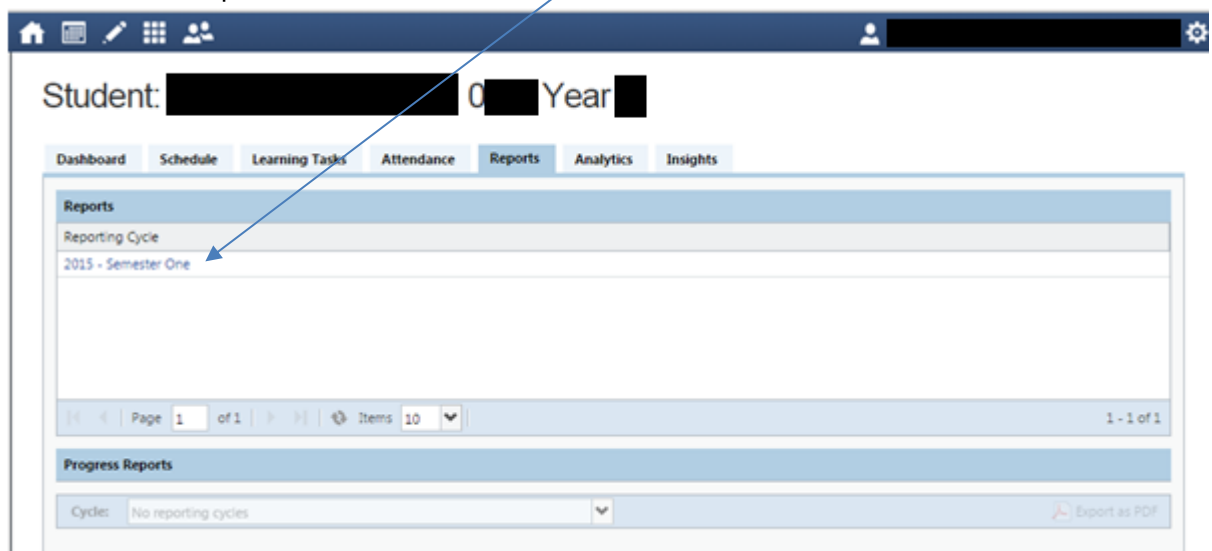 Student: 0 Year
Dashboard Schedule Learning Tasks Attendance Reports Analytics Insights
Reports
Reporting Cycle
2015 - Semester One
Page 1 of 1 Items 10 1 - 1 of 1
Progress Reports
Cycle: No reporting cycles Export as PDF